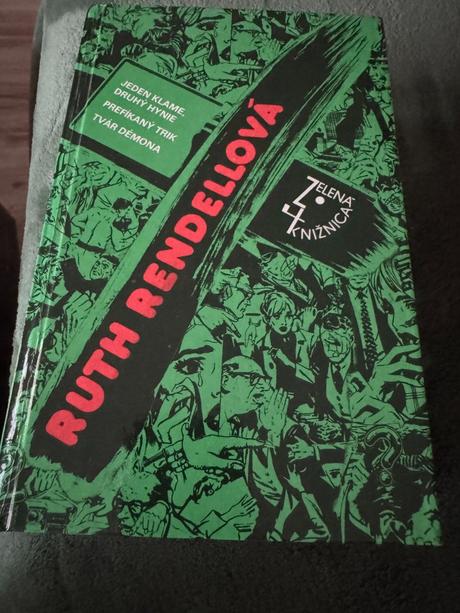 JEDEN KLAME,
DRUHÝ HYNIE
PREFÍKANÝ TRIK
TVÁR DÉMONA
RUTH RENDELLOVÁ
ZELENÁ
KNIŽNICA